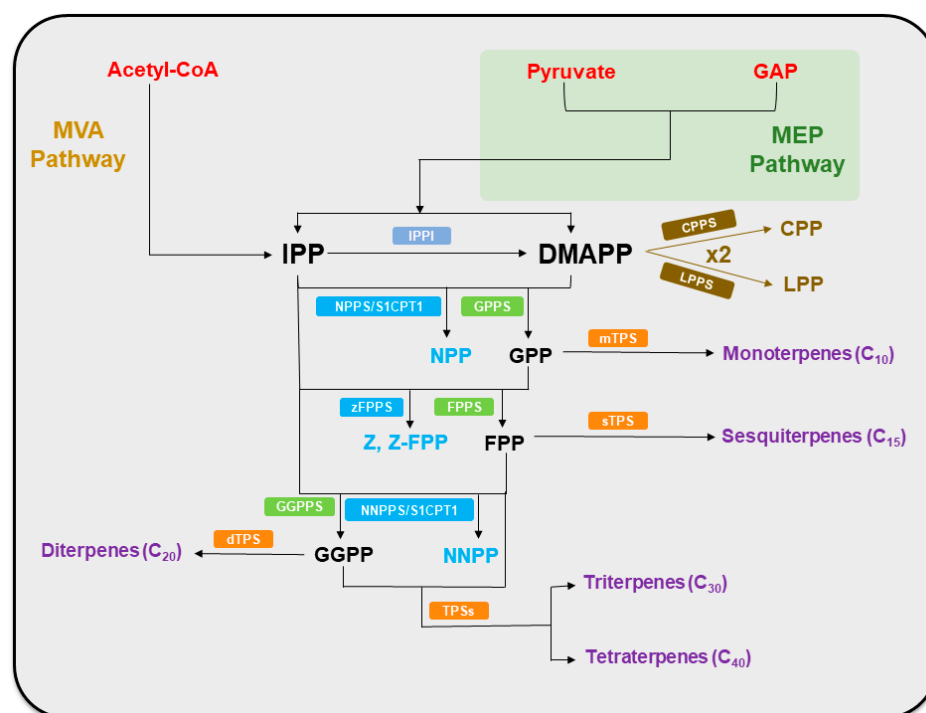 Acetyl-CoA
Pyruvate
GAP
MVA
Pathway
MEP
Pathway
IPP
IPPI
DMAPP
CPPS
CPP
x2
LPPS
LPP
NPPS/S1CPT1
GPPS
NPP
GPP
mTPS
Monoterpenes (C10)
zFPPS
FPPS
Z, Z-FPP
FPP
sTPS
Sesquiterpenes (C15)
GGPPS
NNPPS/S1CPT1
Diterpenes (C20)
dTPS
GGPP
NNPP
TPSs
Triterpenes (C30)
Tetraterpenes (C40)